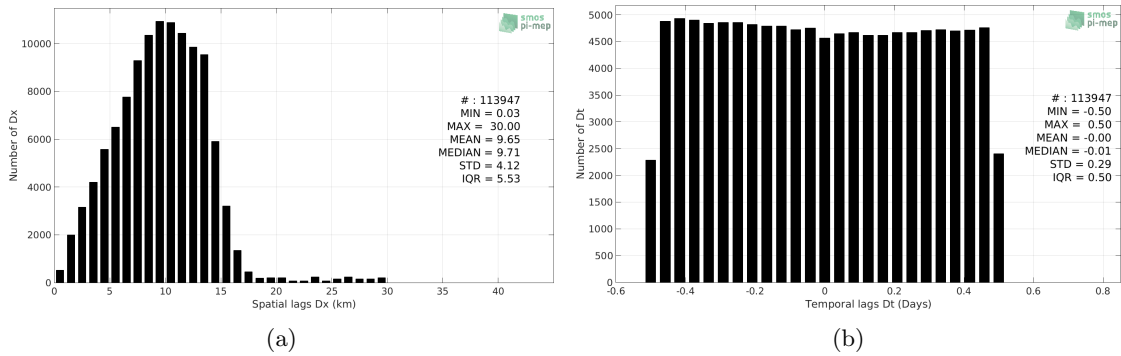 smos
pi-mep
10000
8000
6000
4000
2000
0
Number of Dx
# : 113947
MIN = 0.03
MAX = 30.00
MEAN = 9.65
MEDIAN = 9.71
STD = 4.12
IQR = 5.53
0 5 10 15 20 25 30 35 40
Spatial lags Dx (km)
(a)
smos
pi-mep
5000
4500
4000
3500
3000
2500
2000
1500
1000
500
0
Number of Dt
# : 113947
MIN = -0.50
MAX = 0.50
MEAN = -0.00
MEDIAN = -0.01
STD = 0.29
IQR = 0.50
-0.6 -0.4 -0.2 0 0.2 0.4 0.6 0.8
Temporal lags Dt (Days)
(b)